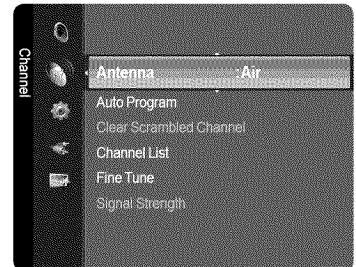 Channel
Antenna :Air
Auto Program
Clear Scrambled Channel
Channel List
Fine Tune
Signal Strength